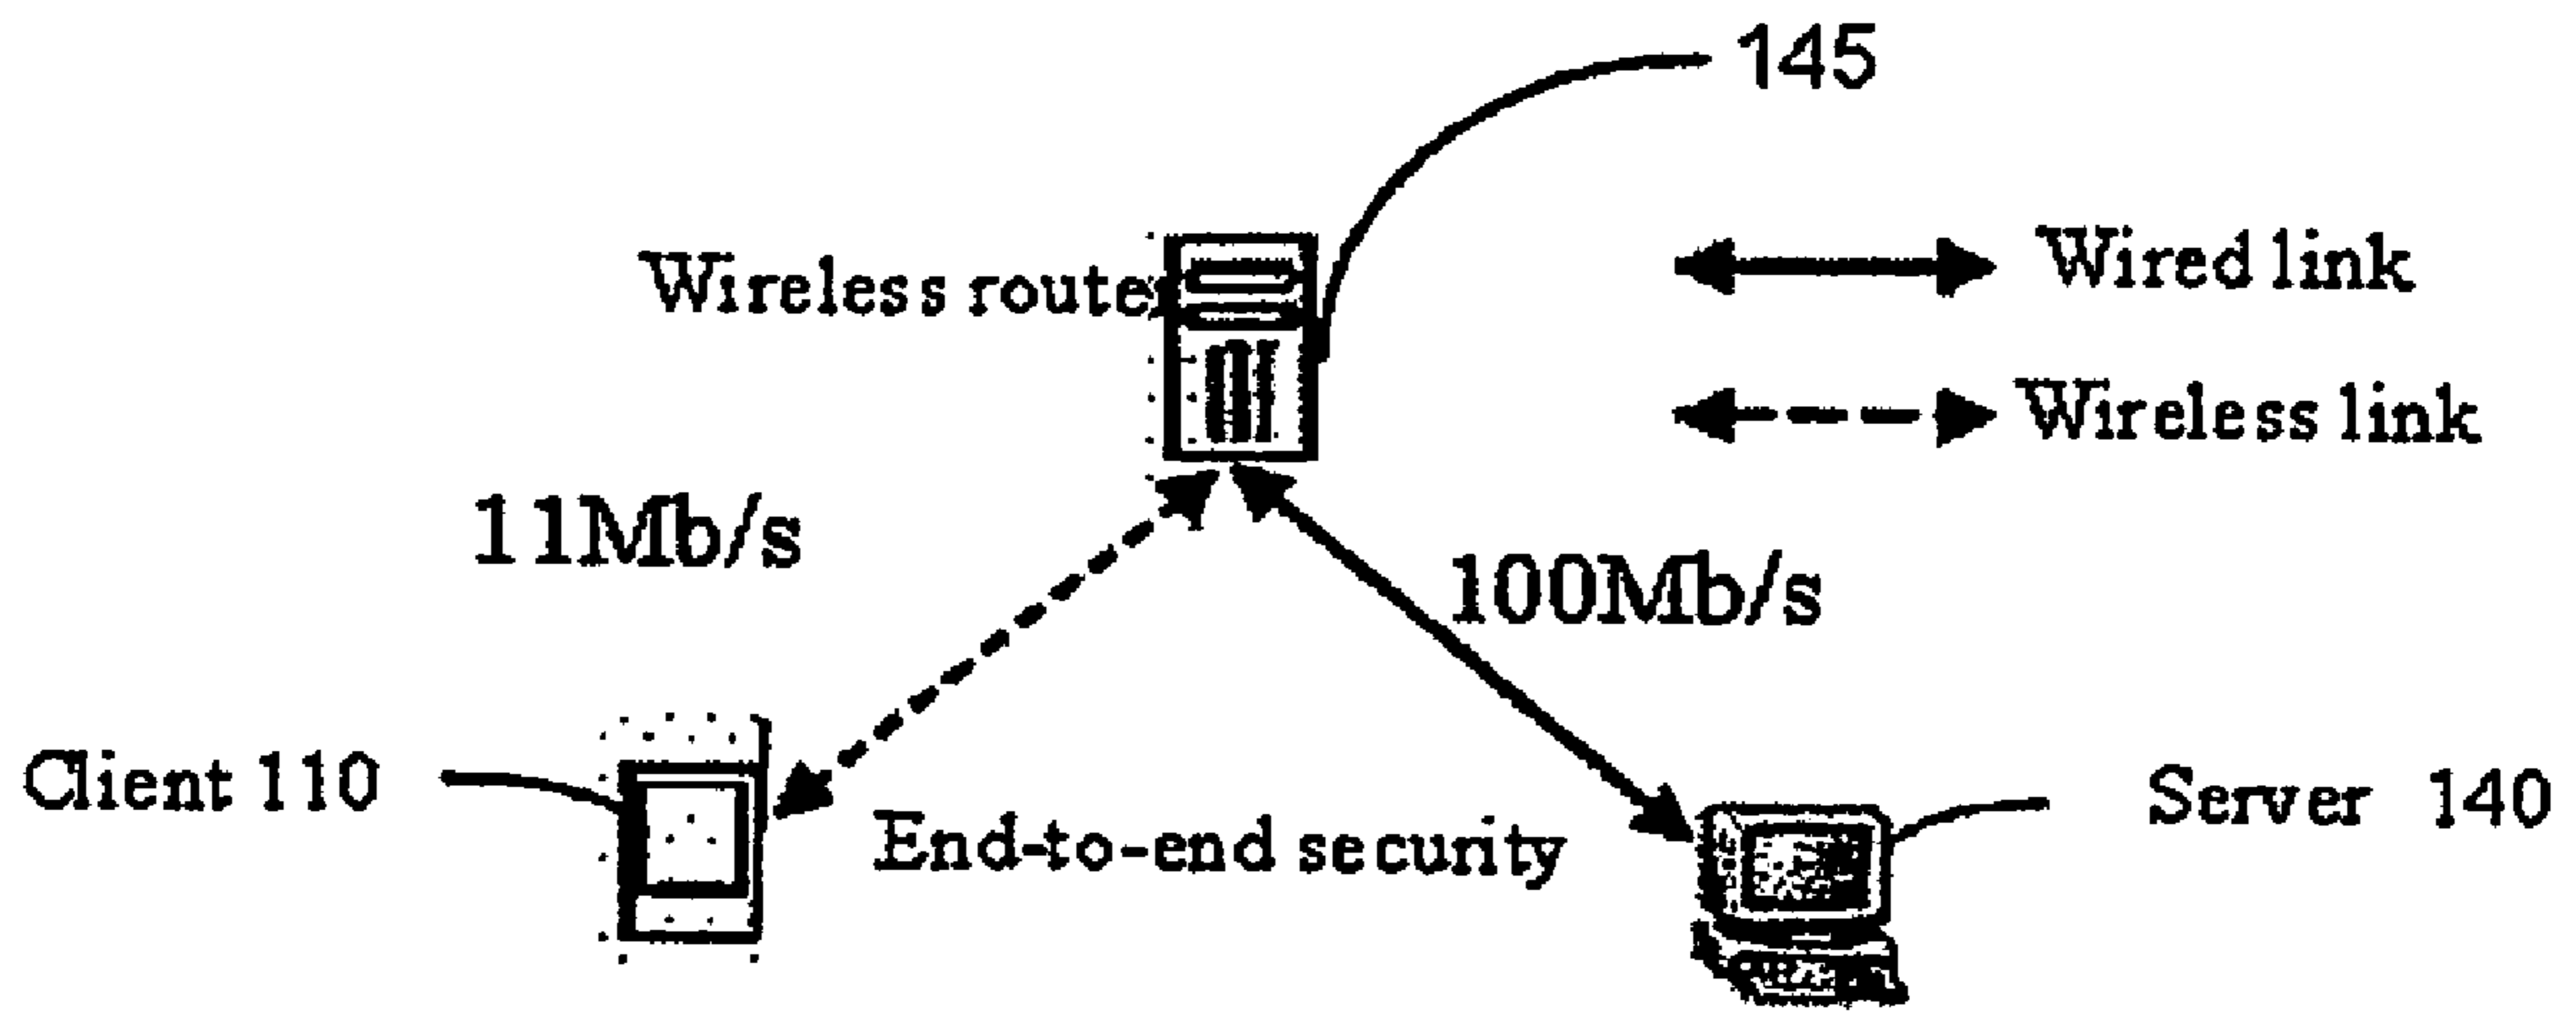 145
Wireless router
Wired link
Wireless link
11Mb/s
100Mb/s
Client 110
End-to-end security
Server 140